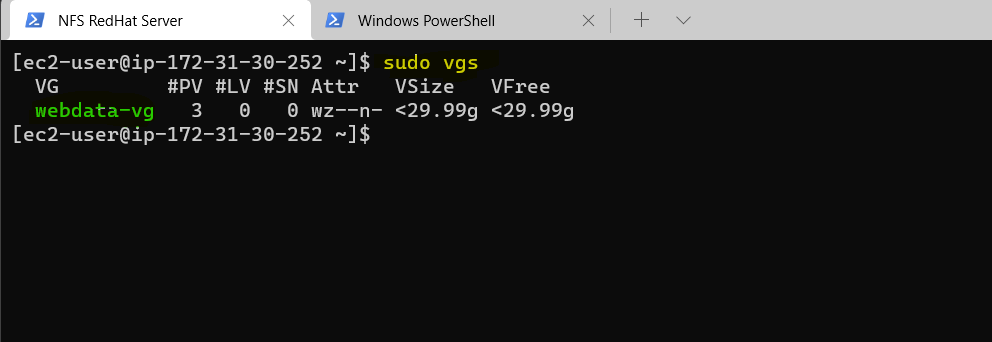 NFS RedHat Server
Windows PowerShell
[ec2-user@ip-172-31-30-252 ~]$ sudo vgs
  VG         #PV #LV #SN Attr   VSize   VFree
  webdata-vg   3   0   0 wz--n- <29.99g <29.99g
[ec2-user@ip-172-31-30-252 ~]$